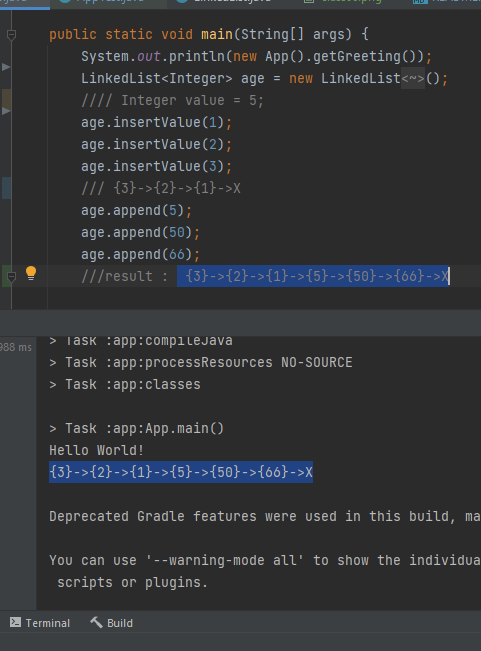 public static void main(String[] args) {
System.out.println(new App().getGreeting());
LinkedList<Integer> age = new LinkedList<~>();
//// Integer value = 5;
age.insertValue(1);
age.insertValue(2);
age.insertValue(3);
/// {3}->{2}->{1}->X
age.append(5);
age.append(50);
age.append(66);
///result : {3}->{2}->{1}->{5}->{50}->{66}->X
988 ms
> Task :app:compileJava
> Task :app:processResources NO-SOURCE
> Task :app:classes
> Task :app:App.main()
Hello World!
{3}->{2}->{1}->{5}->{50}->{66}->X
Deprecated Gradle features were used in this build, ma
You can use '--warning-mode all' to show the individua
scripts or plugins.
Terminal Build